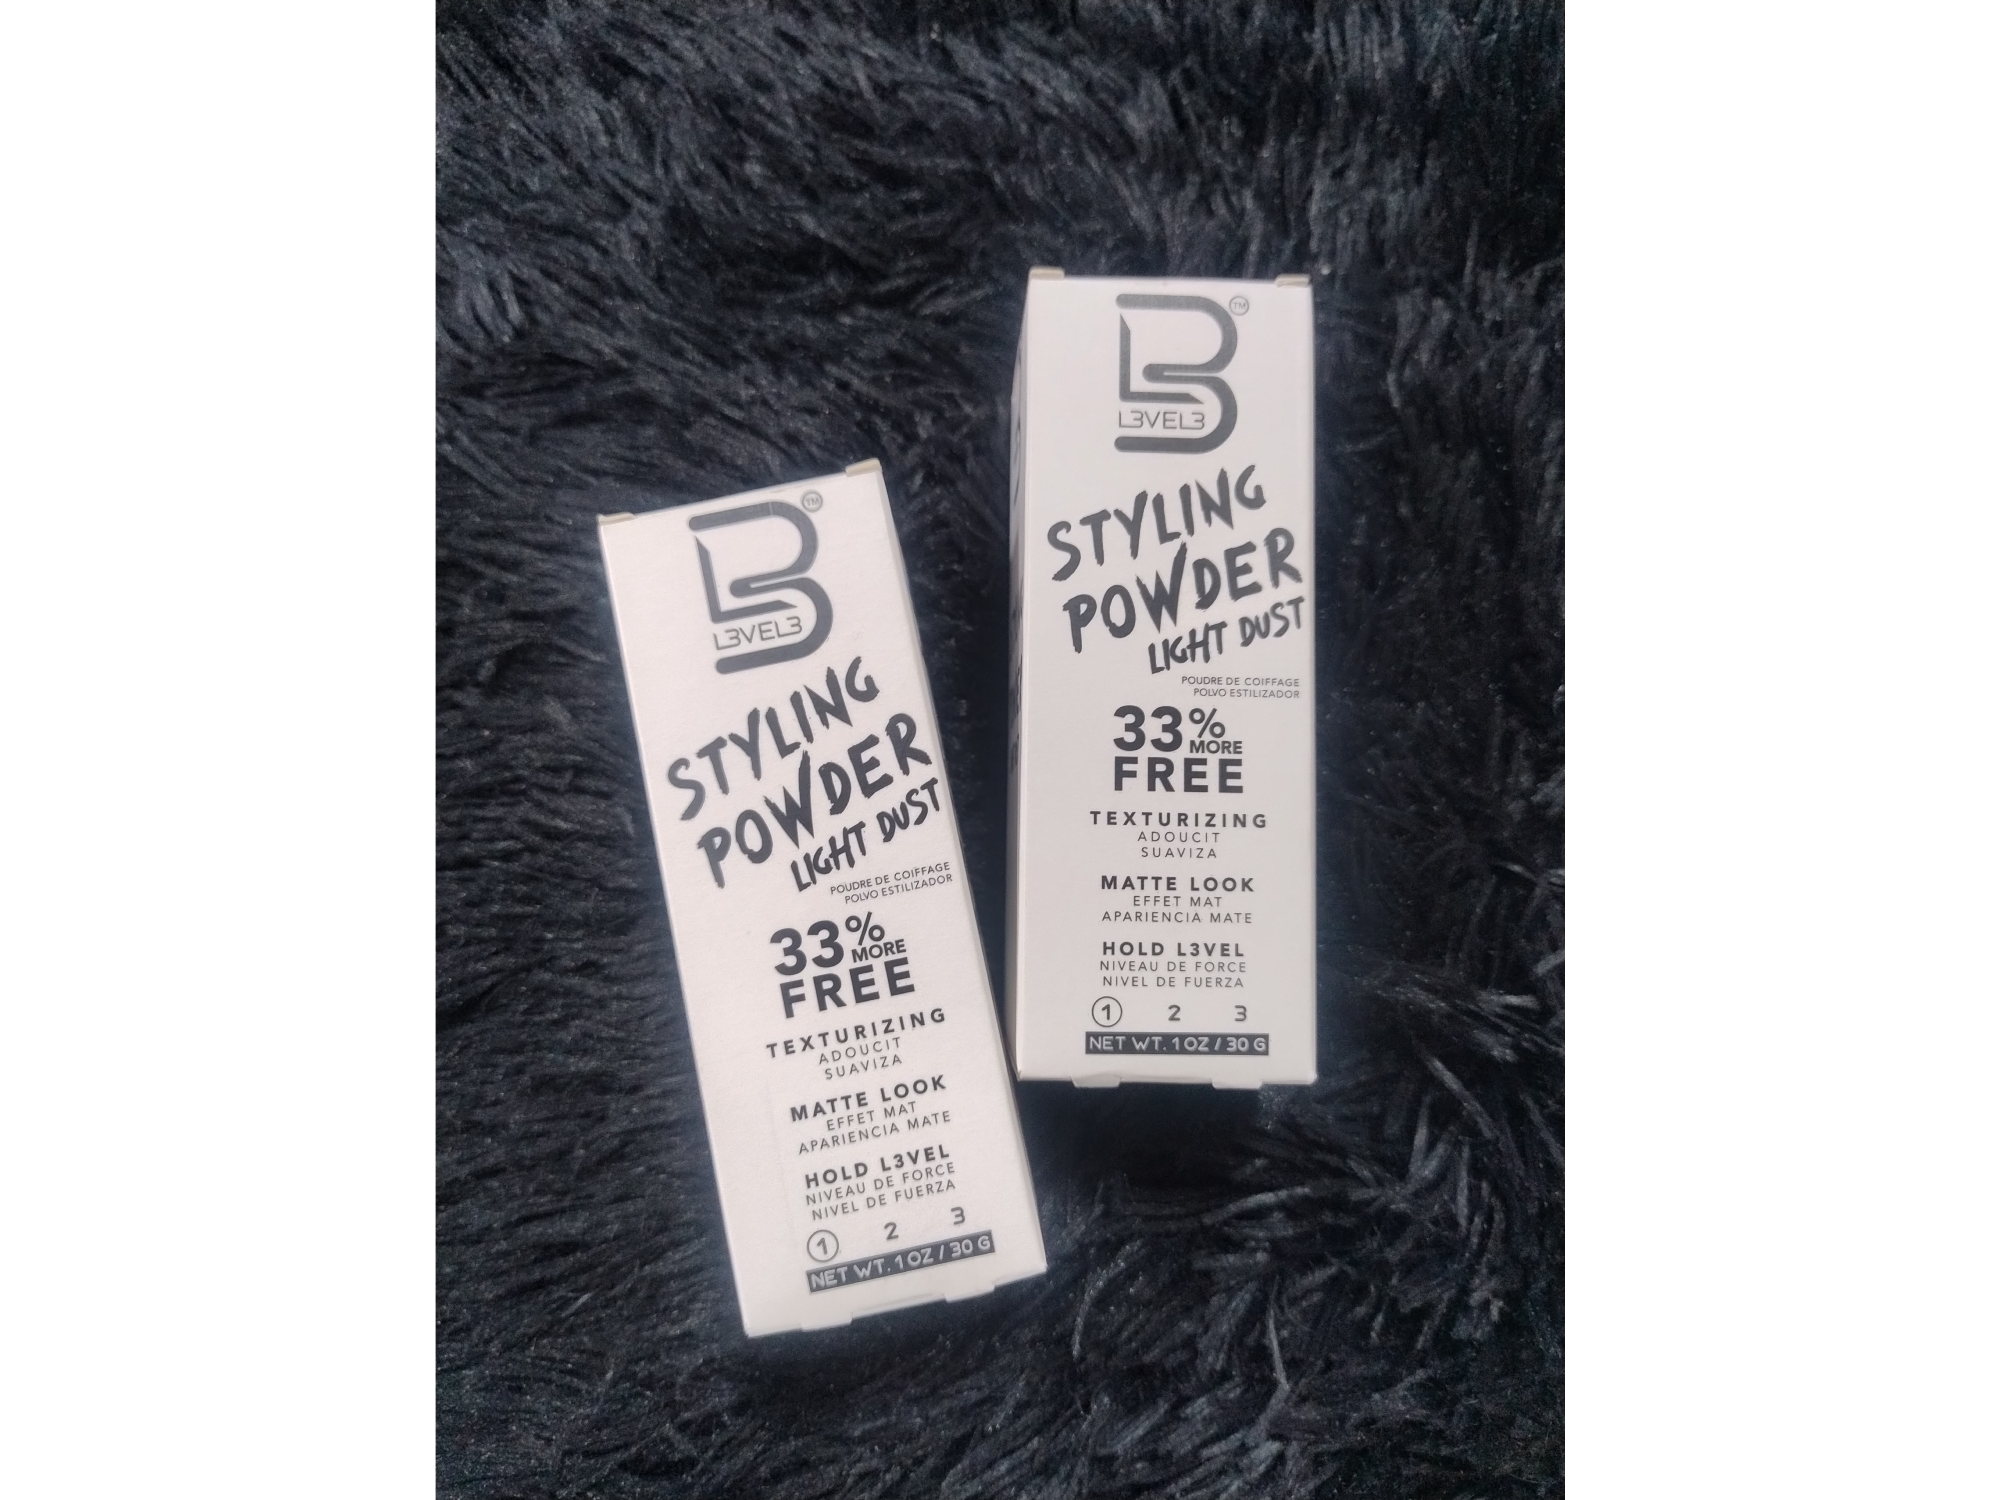 TM
L3VEL3
STYLING
POWDER
LIGHT DUST
POUDRE DE COIFFAGE
POLVO ESTILIZADOR
33%
MORE
FREE
TEXTURIZING
ADOUCIT
SUAVIZA
MATTE LOOK
EFFET MAT
APARIENCIA MATE
HOLD L3VEL
NIVEAU DE FORCE
NIVEL DE FUERZA
1 2 3
NET WT. 1 OZ / 30 G
TM
L3VEL3
STYLING
POWDER
LIGHT DUST
POUDRE DE COIFFAGE
POLVO ESTILIZADOR
33%
MORE
FREE
TEXTURIZING
ADOUCIT
SUAVIZA
MATTE LOOK
EFFET MAT
APARIENCIA MATE
HOLD L3VEL
NIVEAU DE FORCE
NIVEL DE FUERZA
1 2 3
NET WT. 1 OZ / 30 G